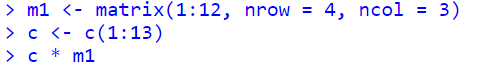 > m1 <- matrix(1:12, nrow = 4, ncol = 3)
> c <- c(1:13)
> c * m1